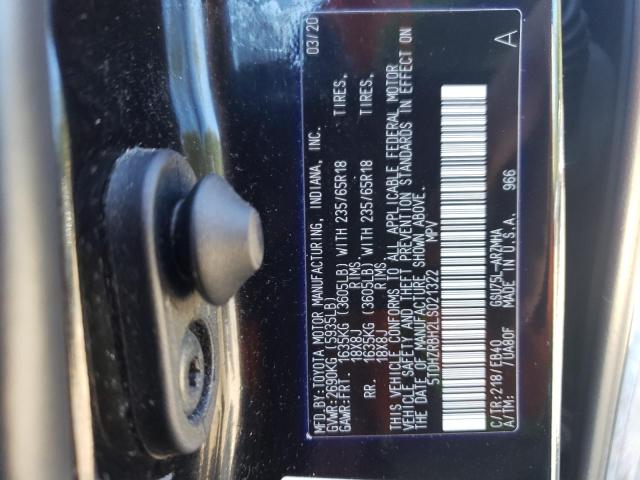 MFD.BY:TOYOTA MOTOR MANUFACTURING, INDIANA, INC. 03/20
GVWR:2690KG (5935LB)
GAWR:FRT. 1635KG (3605LB) WITH 235/65R18 TIRES,
18X8J RIMS
RR. 1635KG (3605LB) WITH 235/65R18 TIRES,
18X8J RIMS
THIS VEHICLE CONFORMS TO ALL APPLICABLE FEDERAL MOTOR
VEHICLE SAFETY AND THEFT PREVENTION STANDARDS IN EFFECT ON
THE DATE OF MANUFACTURE SHOWN ABOVE.
5TDHZRBH2LS021322 MPV
C/TR:218/EB40 GSU75L-ARZMHA
A/TM: 7UA80F MADE IN U.S.A. 966
A